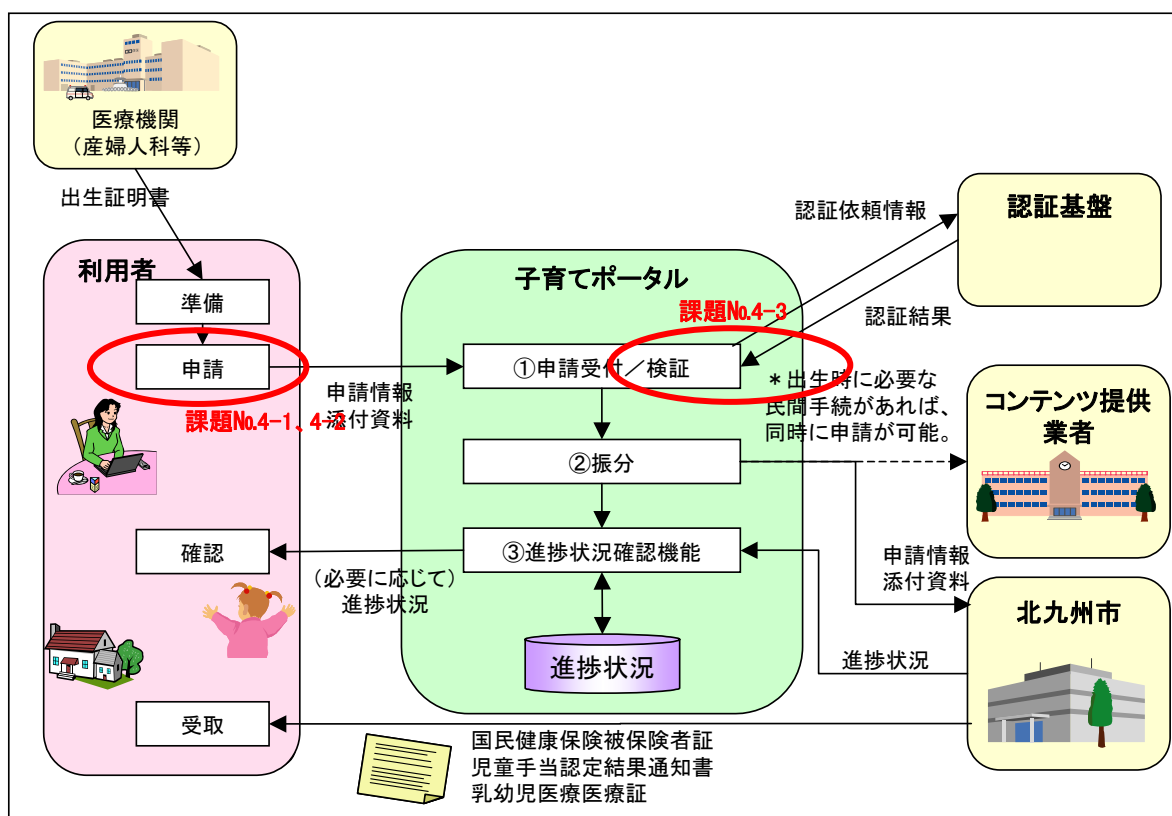 医療機関
（産婦人科等）
出生証明書
利用者
準備
申請
課題№4-1、4-2
申請情報
添付資料
子育てポータル
課題№4-3
①申請受付／検証
②振分
③進捗状況確認機能
進捗状況
認証依頼情報
認証結果
認証基盤
＊出生時に必要な
民間手続があれば、
同時に申請が可能。
コンテンツ提供
業者
申請情報
添付資料
北九州市
進捗状況
確認
（必要に応じて）
進捗状況
受取
国民健康保険被保険者証
児童手当認定結果通知書
乳幼児医療医療証